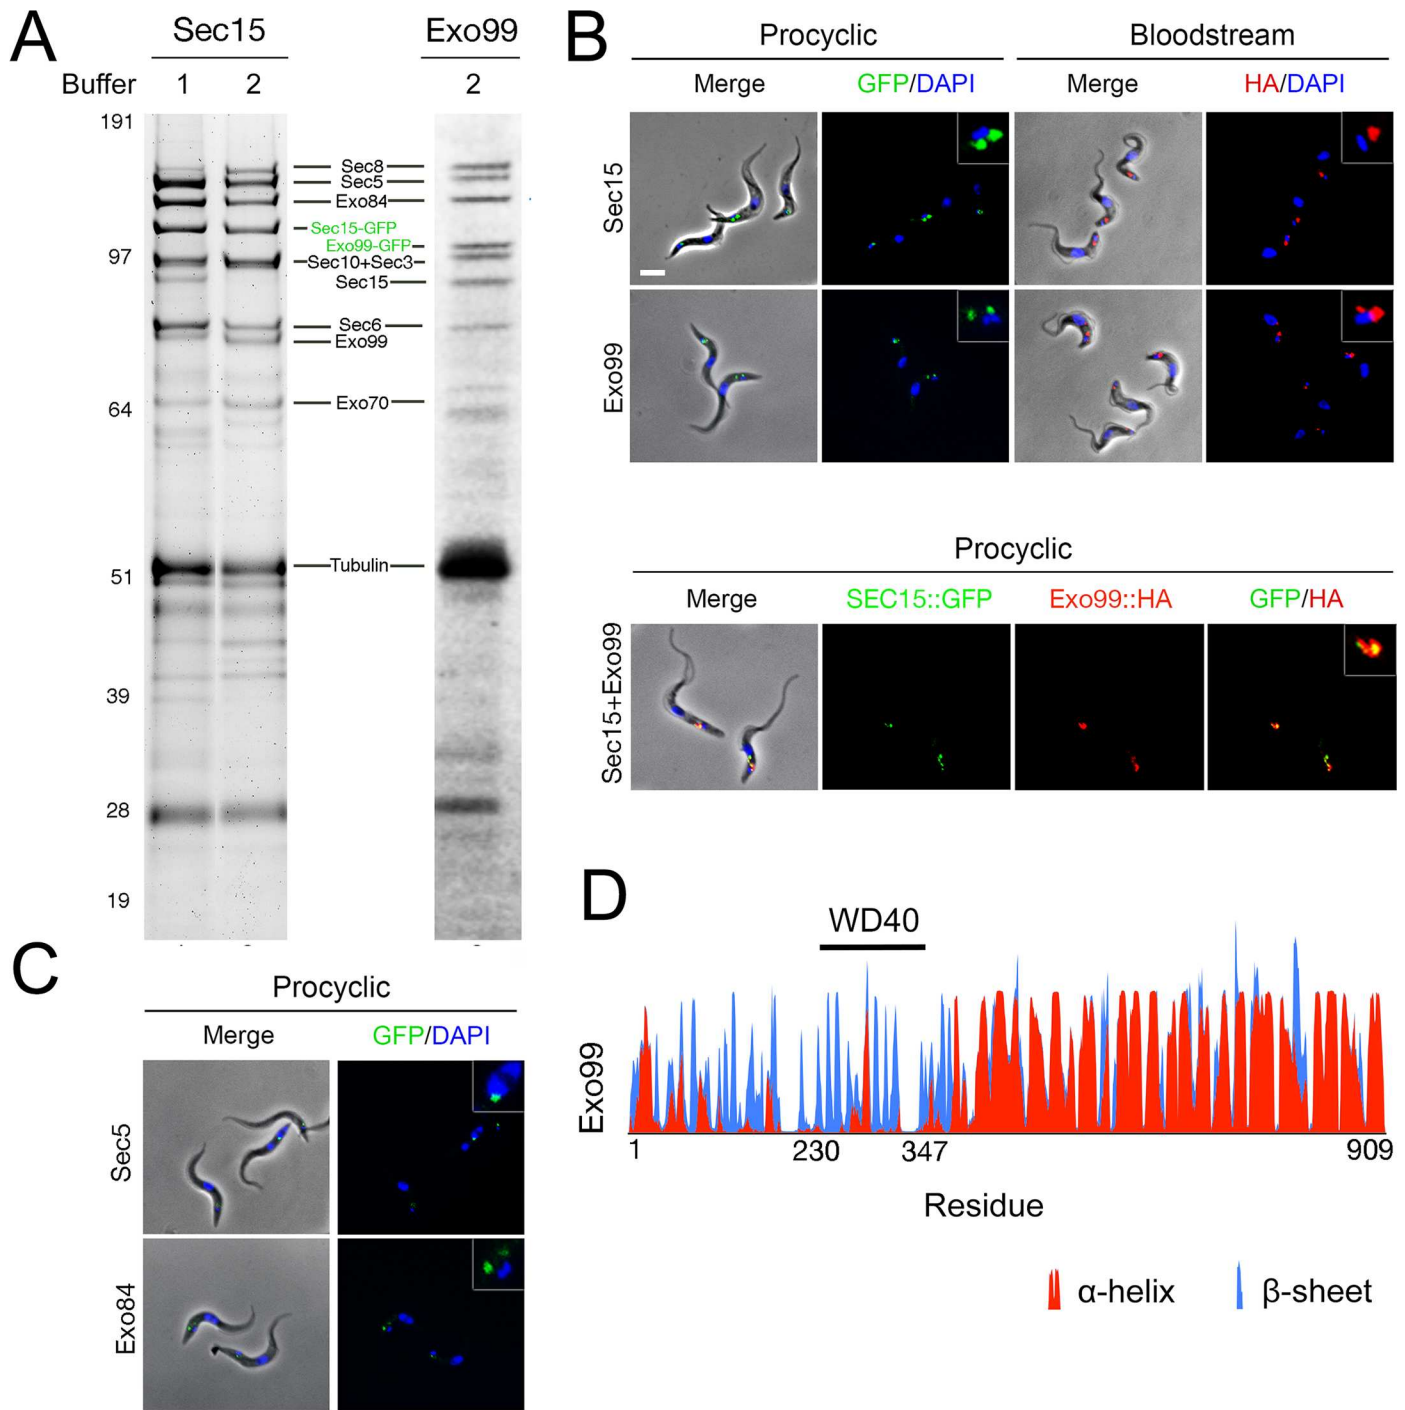 A
Sec15
Exo99
Buffer
1
2
2
191
97
64
51
39
28
19
Sec8
Sec5
Exo84
Sec15-GFP
Exo99-GFP
Sec10+Sec3
Sec15
Sec6
Exo99
Exo70
Tubulin
B
Procyclic
Bloodstream
Merge
GFP/DAPI
Merge
HA/DAPI
Sec15
Exo99
Procyclic
Merge
SEC15::GFP
Exo99::HA
GFP/HA
Sec15+Exo99
C
Procyclic
Merge
GFP/DAPI
Sec5
Exo84
D
WD40
Exo99
1
230
347
909
Residue
α-helix
β-sheet